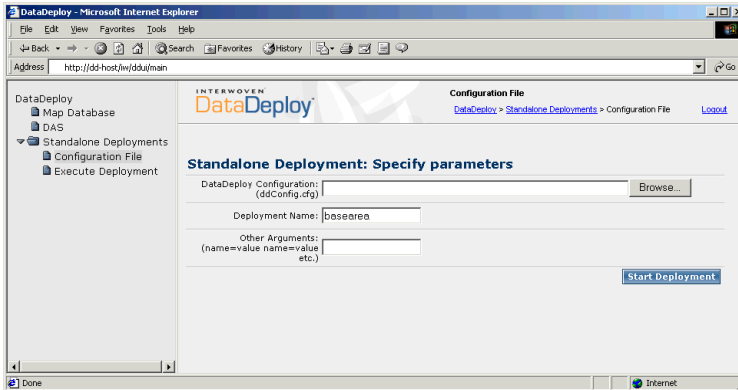 DataDeploy - Microsoft Internet Explorer
File Edit View Favorites Tools Help
Back Search Favorites History
Address http://dd-host/iw/ddui/main Go
DataDeploy
Map Database
DAS
Standalone Deployments
Configuration File
Execute Deployment
INTERWOVEN
DataDeploy
Configuration File
DataDeploy > Standalone Deployments > Configuration File Logout
Standalone Deployment: Specify parameters
DataDeploy Configuration:
(ddConfig.cfg)
Browse...
Deployment Name: basearea
Other Arguments:
(name=value name=value
etc.)
Start Deployment
Done Internet